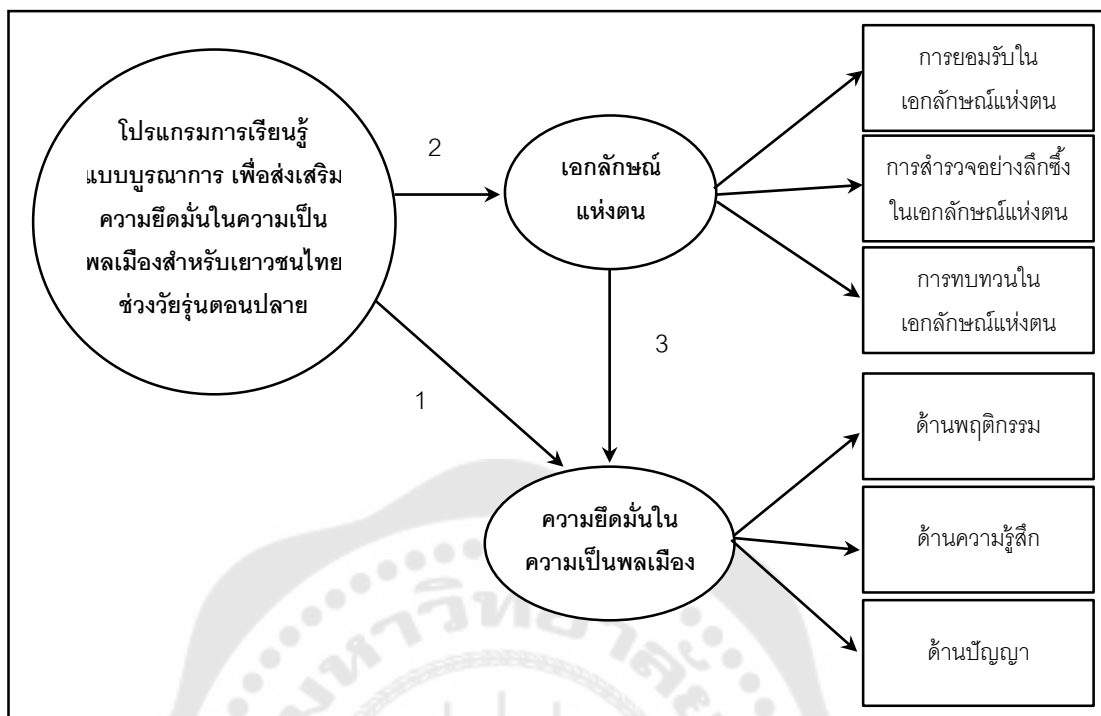 โปรแกรมการเรียนรู้
แบบบูรณาการ เพื่อส่งเสริม
ความยึดมั่นในความเป็น
พลเมืองสำหรับเยาวชนไทย
ช่วงวัยรุ่นตอนปลาย
2
เอกลักษณ์
แห่งตน
การยอมรับใน
เอกลักษณ์แห่งตน
การสำรวจอย่างลึกซึ้ง
ในเอกลักษณ์แห่งตน
การทบทวนใน
เอกลักษณ์แห่งตน
3
1
ความยึดมั่นใน
ความเป็นพลเมือง
ด้านพฤติกรรม
ด้านความรู้สึก
ด้านปัญญา
มหาวิทยาลัย